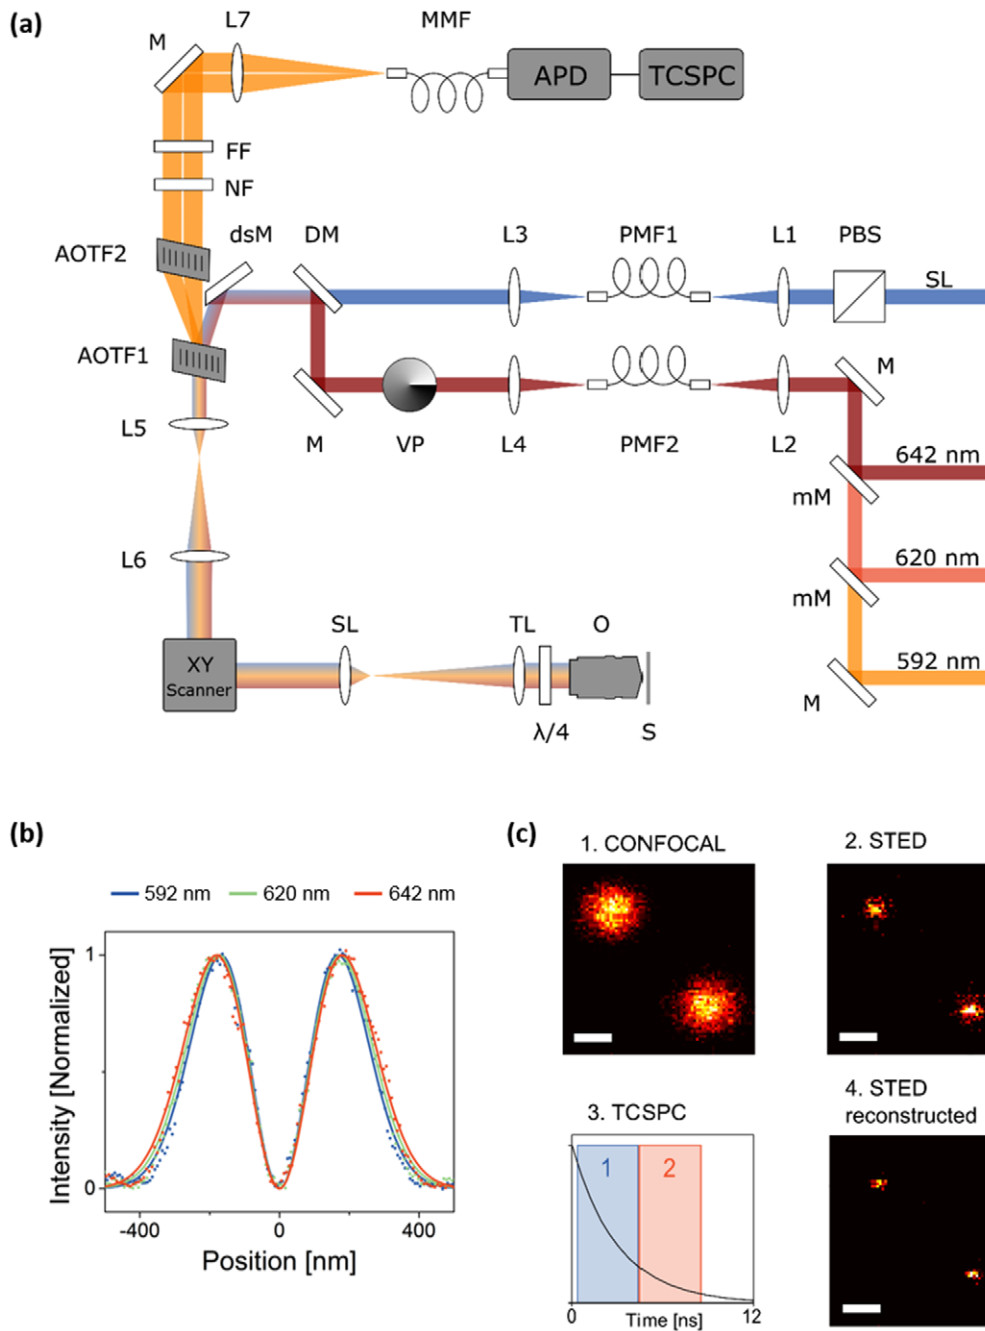 (a)
M
L7
MMF
APD
TCSPC
FF
NF
AOTF2
dsM
DM
L3
PMF1
L1
PBS
SL
AOTF1
M
L5
M
VP
L4
PMF2
L2
642 nm
mM
L6
620 nm
mM
SL
TL
O
XY
Scanner
592 nm
M
λ/4
S
(b)
592 nm 620 nm 642 nm
Intensity [Normalized]
1
0
-400 0 400
Position [nm]
(c)
1. CONFOCAL
2. STED
3. TCSPC
1 2
0 12
Time [ns]
4. STED
reconstructed